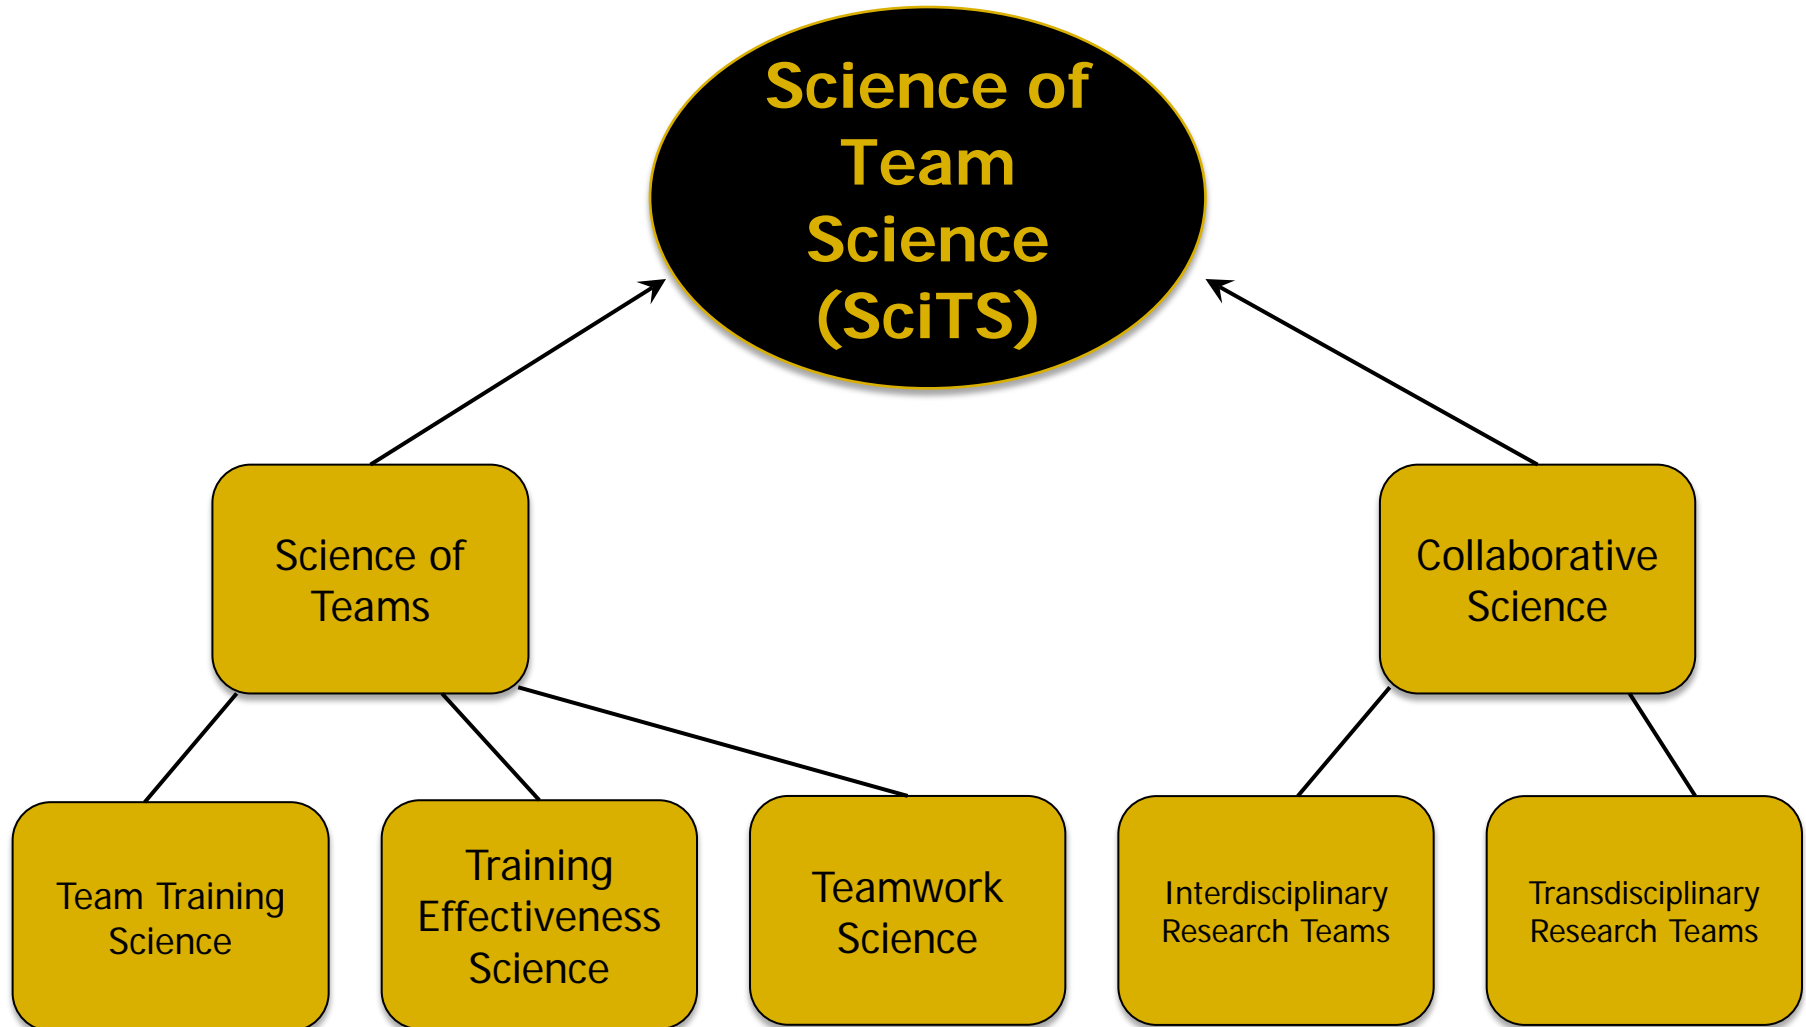 Science of
Team
Science
(SciTS)
Science of
Teams
Collaborative
Science
Team Training
Science
Training
Effectiveness
Science
Teamwork
Science
Interdisciplinary
Research Teams
Transdisciplinary
Research Teams